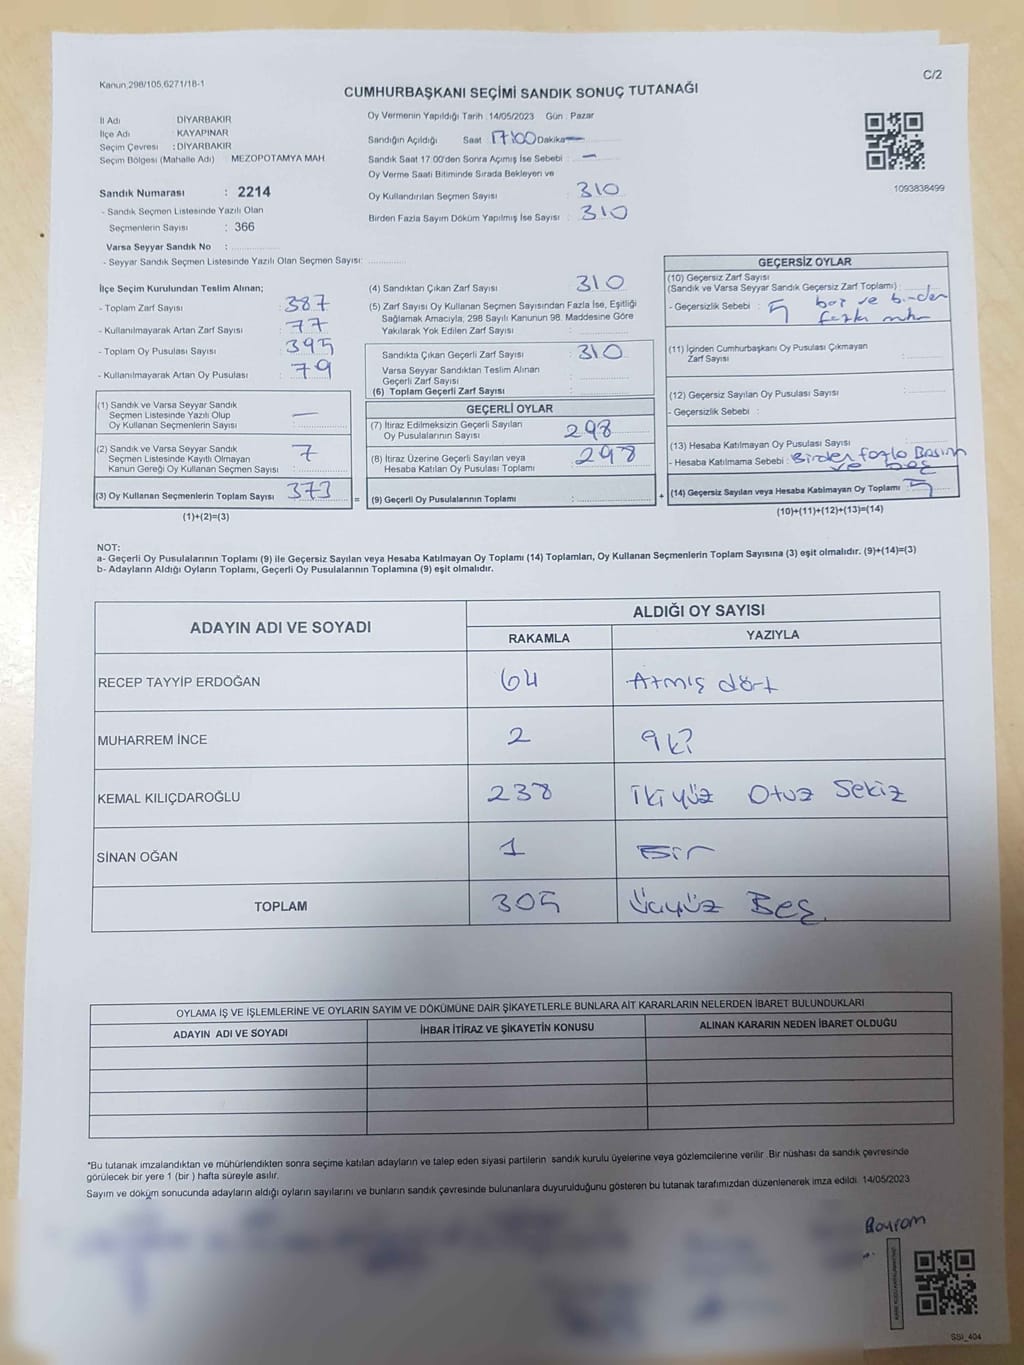 Kanun,298/105,6271/18-1
C/2
CUMHURBAŞKANI SEÇİMİ SANDIK SONUÇ TUTANAĞI
İl Adı : DİYARBAKIR
İlçe Adı : KAYAPINAR
Seçim Çevresi : DİYARBAKIR
Seçim Bölgesi (Mahalle Adı) : MEZOPOTAMYA MAH
Sandık Numarası : 2214
- Sandık Seçmen Listesinde Yazılı Olan
Seçmenlerin Sayısı : 366
Varsa Seyyar Sandık No :
- Seyyar Sandık Seçmen Listesinde Yazılı Olan Seçmen Sayısı:
Oy Vermenin Yapıldığı Tarih : 14/05/2023 Gün : Pazar
Sandığın Açıldığı Saat 17:00 Dakika —
Sandık Saat 17:00'den Sonra Açımış İse Sebebi : —
Oy Verme Saati Bitiminde Sırada Bekleyen ve
Oy Kullandırılan Seçmen Sayısı : 310
Birden Fazla Sayım Döküm Yapılmış İse Sayısı : 310
1093838499
İlçe Seçim Kurulundan Teslim Alınan;
- Toplam Zarf Sayısı : 387
- Kullanılmayarak Artan Zarf Sayısı : 77
- Toplam Oy Pusulası Sayısı : 395
- Kullanılmayarak Artan Oy Pusulası : 79
(1) Sandık ve Varsa Seyyar Sandık
Seçmen Listesinde Yazılı Olup
Oy Kullanan Seçmenlerin Sayısı : —
(2) Sandık ve Varsa Seyyar Sandık
Seçmen Listesinde Kayıtlı Olmayan
Kanun Gereği Oy Kullanan Seçmen Sayısı : 7
(3) Oy Kullanan Seçmenlerin Toplam Sayısı : 373
(1)+(2)=(3)
(4) Sandıktan Çıkan Zarf Sayısı : 310
(5) Zarf Sayısı Oy Kullanan Seçmen Sayısından Fazla İse, Eşitliği
Sağlamak Amacıyla, 298 Sayılı Kanunun 98. Maddesine Göre
Yakılarak Yok Edilen Zarf Sayısı :
Sandıkta Çıkan Geçerli Zarf Sayısı : 310
Varsa Seyyar Sandıktan Teslim Alınan
Geçerli Zarf Sayısı :
(6) Toplam Geçerli Zarf Sayısı :
GEÇERLİ OYLAR
(7) İtiraz Edilmeksizin Geçerli Sayılan
Oy Pusulalarının Sayısı : 298
(8) İtiraz Üzerine Geçerli Sayılan veya
Hesaba Katılan Oy Pusulası Toplamı : 298
= (9) Geçerli Oy Pusulalarının Toplamı :
GEÇERSİZ OYLAR
(10) Geçersiz Zarf Sayısı
(Sandık ve Varsa Seyyar Sandık Geçersiz Zarf Toplamı) :
- Geçersizlik Sebebi : 5 boş ve birden
fazla
(11) İçinden Cumhurbaşkanı Oy Pusulası Çıkmayan
Zarf Sayısı :
(12) Geçersiz Sayılan Oy Pusulası Sayısı :
- Geçersizlik Sebebi :
(13) Hesaba Katılmayan Oy Pusulası Sayısı :
- Hesaba Katılmama Sebebi : Birden fazla Basım
ve boş
+ (14) Geçersiz Sayılan veya Hesaba Katılmayan Oy Toplamı : 5
(10)+(11)+(12)+(13)=(14)
NOT:
a- Geçerli Oy Pusulalarının Toplamı (9) ile Geçersiz Sayılan veya Hesaba Katılmayan Oy Toplamı (14) Toplamları, Oy Kullanan Seçmenlerin Toplam Sayısına (3) eşit olmalıdır. (9)+(14)=(3)
b- Adayların Aldığı Oyların Toplamı, Geçerli Oy Pusulalarının Toplamına (9) eşit olmalıdır.
ADAYIN ADI VE SOYADI
ALDIĞI OY SAYISI
RAKAMLA YAZIYLA
RECEP TAYYİP ERDOĞAN 64 Atmış dört
MUHARREM İNCE 2 iki
KEMAL KILIÇDAROĞLU 238 İkiyüz Otuz Sekiz
SİNAN OĞAN 1 Bir
TOPLAM 305 Üçyüz Beş
OYLAMA İŞ VE İŞLEMLERİNE VE OYLARIN SAYIM VE DÖKÜMÜNE DAİR ŞİKAYETLERLE BUNLARA AİT KARARLARIN NELERDEN İBARET BULUNDUKLARI
ADAYIN ADI VE SOYADI İHBAR İTİRAZ VE ŞİKAYETİN KONUSU ALINAN KARARIN NEDEN İBARET OLDUĞU
*Bu tutanak imzalandıktan ve mühürlendikten sonra seçime katılan adayların ve talep eden siyasi partilerin sandık kurulu üyelerine veya gözlemcilerine verilir. Bir nüshası da sandık çevresinde
görülecek bir yere 1 (bir) hafta süreyle asılır.
Sayım ve döküm sonucunda adayların aldığı oyların sayılarını ve bunların sandık çevresinde bulunanlara duyurulduğunu gösteren bu tutanak tarafımızdan düzenlenerek imza edildi. 14/05/2023
Bayram
SSI_404